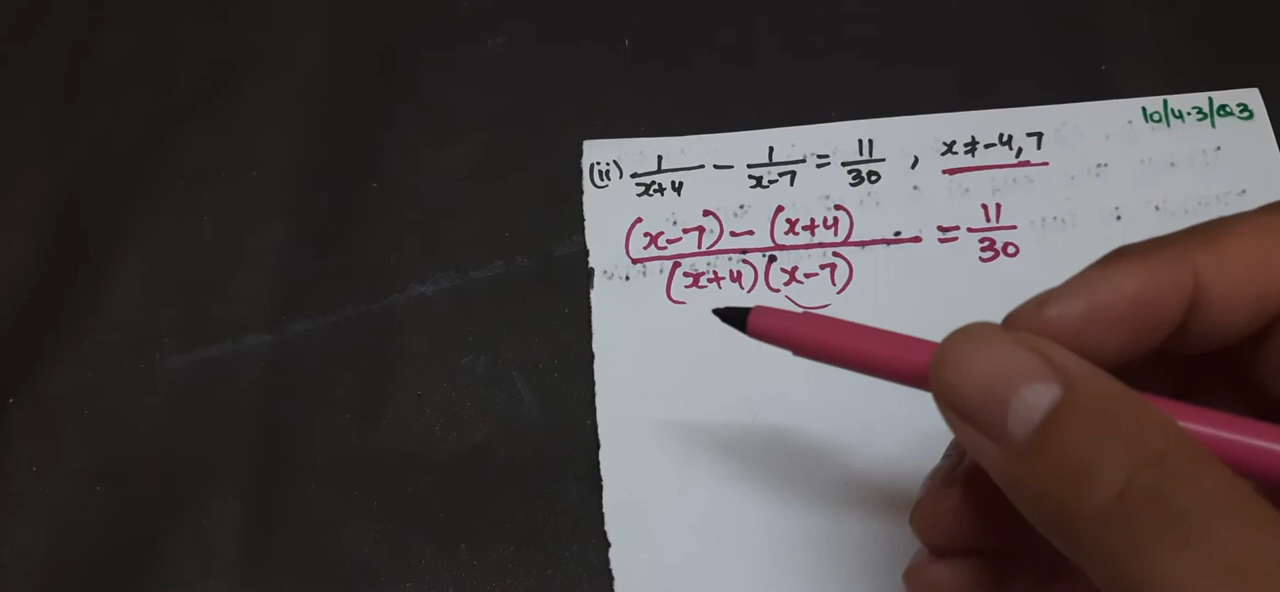 10/4.3/Q3
(ii) 1/(x+4) - 1/(x-7) = 11/30 , x≠-4,7
((x-7) - (x+4))/((x+4)(x-7)) = 11/30